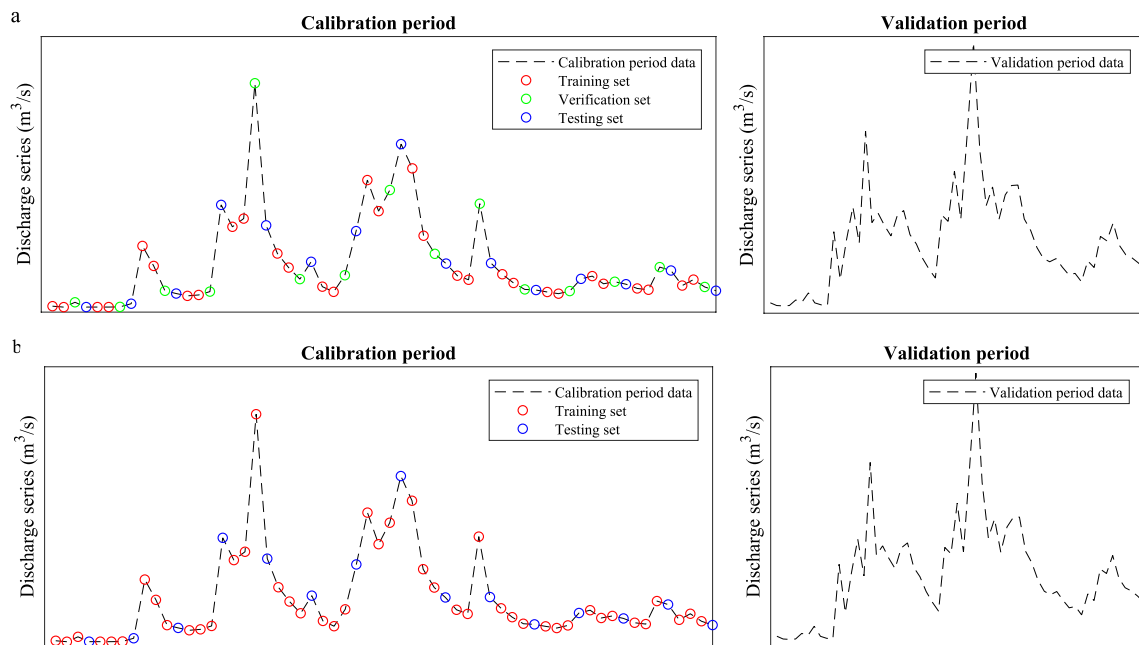 a
Calibration period
Validation period
Discharge series (m³/s)
Calibration period data
Training set
Verification set
Testing set
Discharge series (m³/s)
Validation period data
b
Calibration period
Validation period
Discharge series (m³/s)
Calibration period data
Training set
Testing set
Discharge series (m³/s)
Validation period data